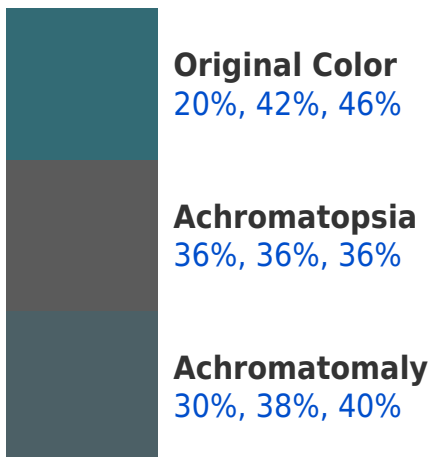 Original Color
20%, 42%, 46%
Achromatopsia
36%, 36%, 36%
Achromatomaly
30%, 38%, 40%